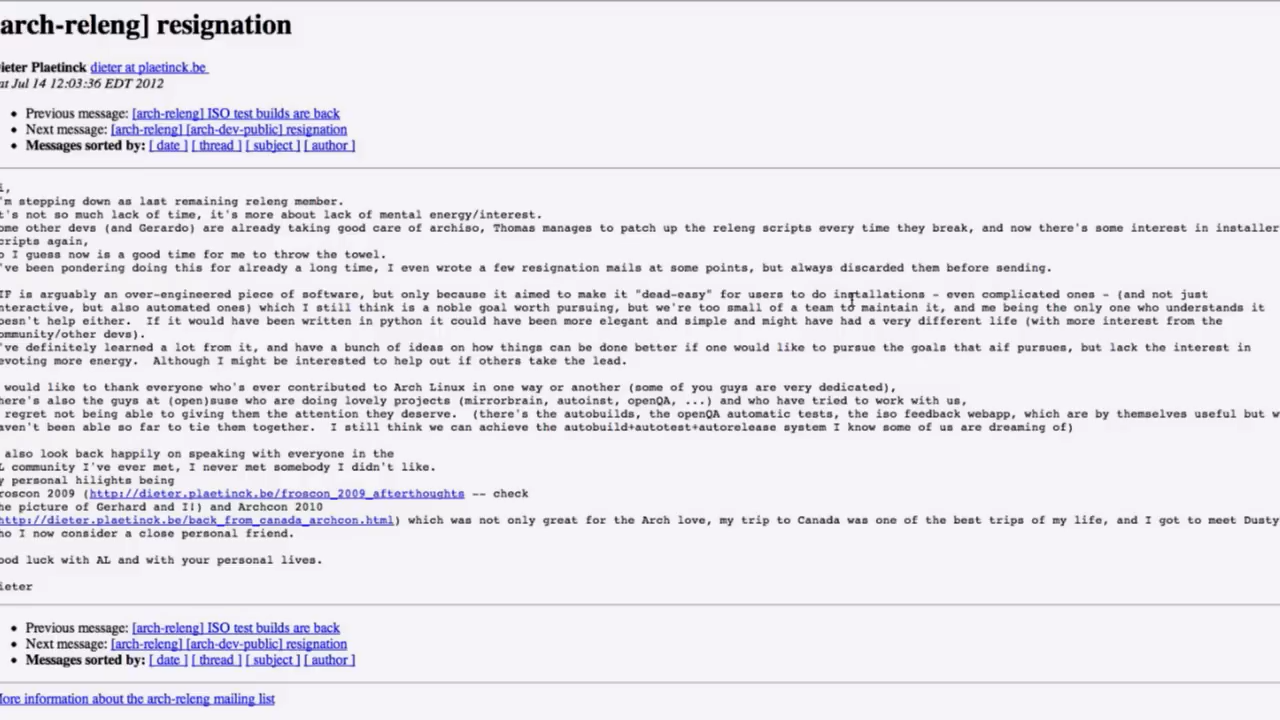 arch-releng] resignation
ieter Plaetinck dieter at plaetinck.be
at Jul 14 12:03:36 EDT 2012
• Previous message: [arch-releng] ISO test builds are back
• Next message: [arch-releng] [arch-dev-public] resignation
• Messages sorted by: [ date ] [ thread ] [ subject ] [ author ]
i,
'm stepping down as last remaining releng member.
t's not so much lack of time, it's more about lack of mental energy/interest.
ome other devs (and Gerardo) are already taking good care of archiso, Thomas manages to patch up the releng scripts every time they break, and now there's some interest in installer
cripts again,
o I guess now is a good time for me to throw the towel.
've been pondering doing this for already a long time, I even wrote a few resignation mails at some points, but always discarded them before sending.
IF is arguably an over-engineered piece of software, but only because it aimed to make it "dead-easy" for users to do installations - even complicated ones - (and not just
nteractive, but also automated ones) which I still think is a noble goal worth pursuing, but we're too small of a team to maintain it, and me being the only one who understands it
oesn't help either.  If it would have been written in python it could have been more elegant and simple and might have had a very different life (with more interest from the
ommunity/other devs).
've definitely learned a lot from it, and have a bunch of ideas on how things can be done better if one would like to pursue the goals that aif pursues, but lack the interest in
evoting more energy.  Although I might be interested to help out if others take the lead.
would like to thank everyone who's ever contributed to Arch Linux in one way or another (some of you guys are very dedicated),
here's also the guys at (open)suse who are doing lovely projects (mirrorbrain, autoinst, openQA, ...) and who have tried to work with us,
regret not being able to giving them the attention they deserve.  (there's the autobuilds, the openQA automatic tests, the iso feedback webapp, which are by themselves useful but w
aven't been able so far to tie them together.  I still think we can achieve the autobuild+autotest+autorelease system I know some of us are dreaming of)
also look back happily on speaking with everyone in the
L community I've ever met, I never met somebody I didn't like.
y personal hilights being
roscon 2009 (http://dieter.plaetinck.be/froscon_2009_afterthoughts -- check
he picture of Gerhard and I!) and Archcon 2010
http://dieter.plaetinck.be/back_from_canada_archcon.html) which was not only great for the Arch love, my trip to Canada was one of the best trips of my life, and I got to meet Dusty
ho I now consider a close personal friend.
ood luck with AL and with your personal lives.
ieter
• Previous message: [arch-releng] ISO test builds are back
• Next message: [arch-releng] [arch-dev-public] resignation
• Messages sorted by: [ date ] [ thread ] [ subject ] [ author ]
ore information about the arch-releng mailing list